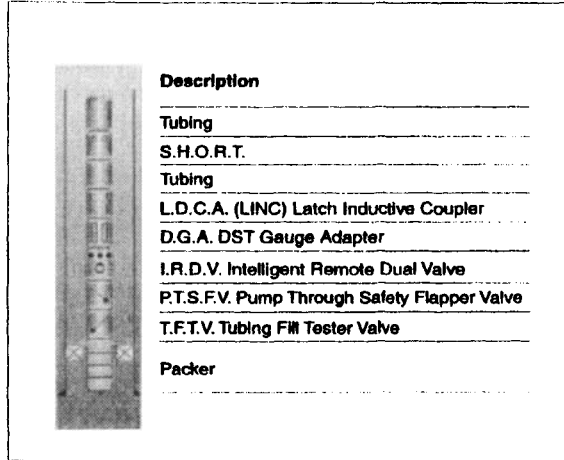 Description
Tubing
S.H.O.R.T.
Tubing
L.D.C.A. (LINC) Latch Inductive Coupler
D.G.A. DST Gauge Adapter
I.R.D.V. Intelligent Remote Dual Valve
P.T.S.F.V. Pump Through Safety Flapper Valve
T.F.T.V. Tubing Fill Tester Valve
Packer